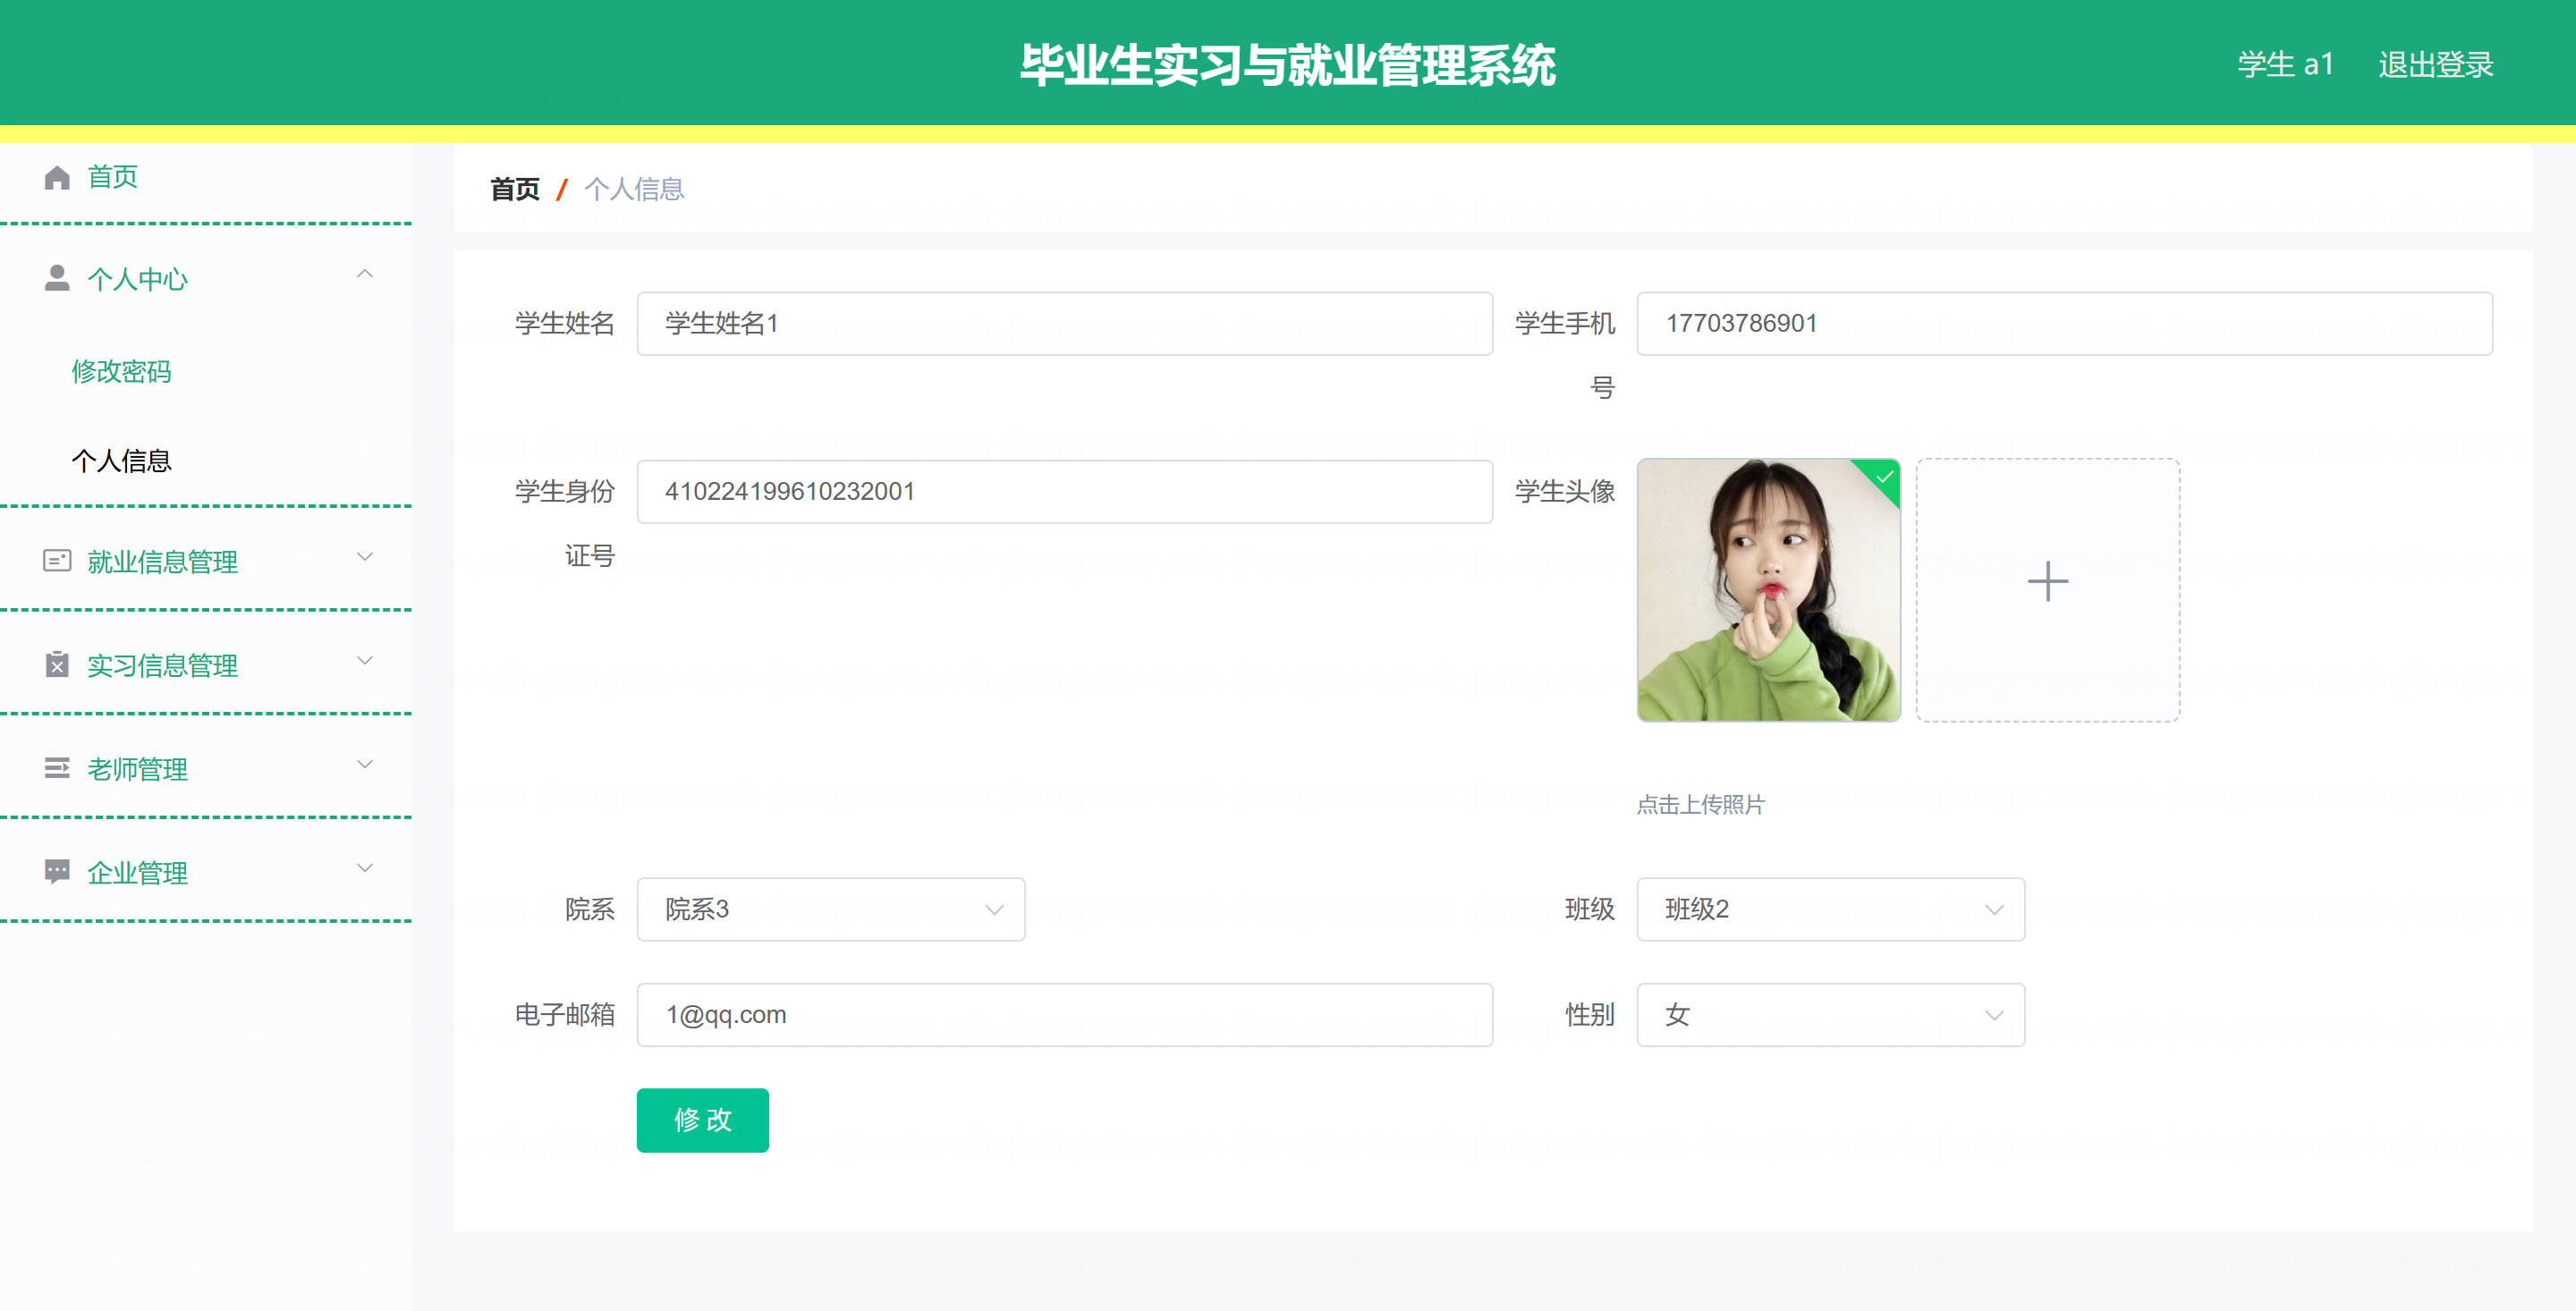 毕业生实习与就业管理系统
学生 a1 退出登录
首页
个人中心
修改密码
个人信息
就业信息管理
实习信息管理
老师管理
企业管理
首页 / 个人信息
学生姓名 学生姓名1
学生手机
号
17703786901
学生身份
证号
410224199610232001
学生头像
点击上传照片
院系 院系3
班级 班级2
电子邮箱 1@qq.com
性别 女
修 改